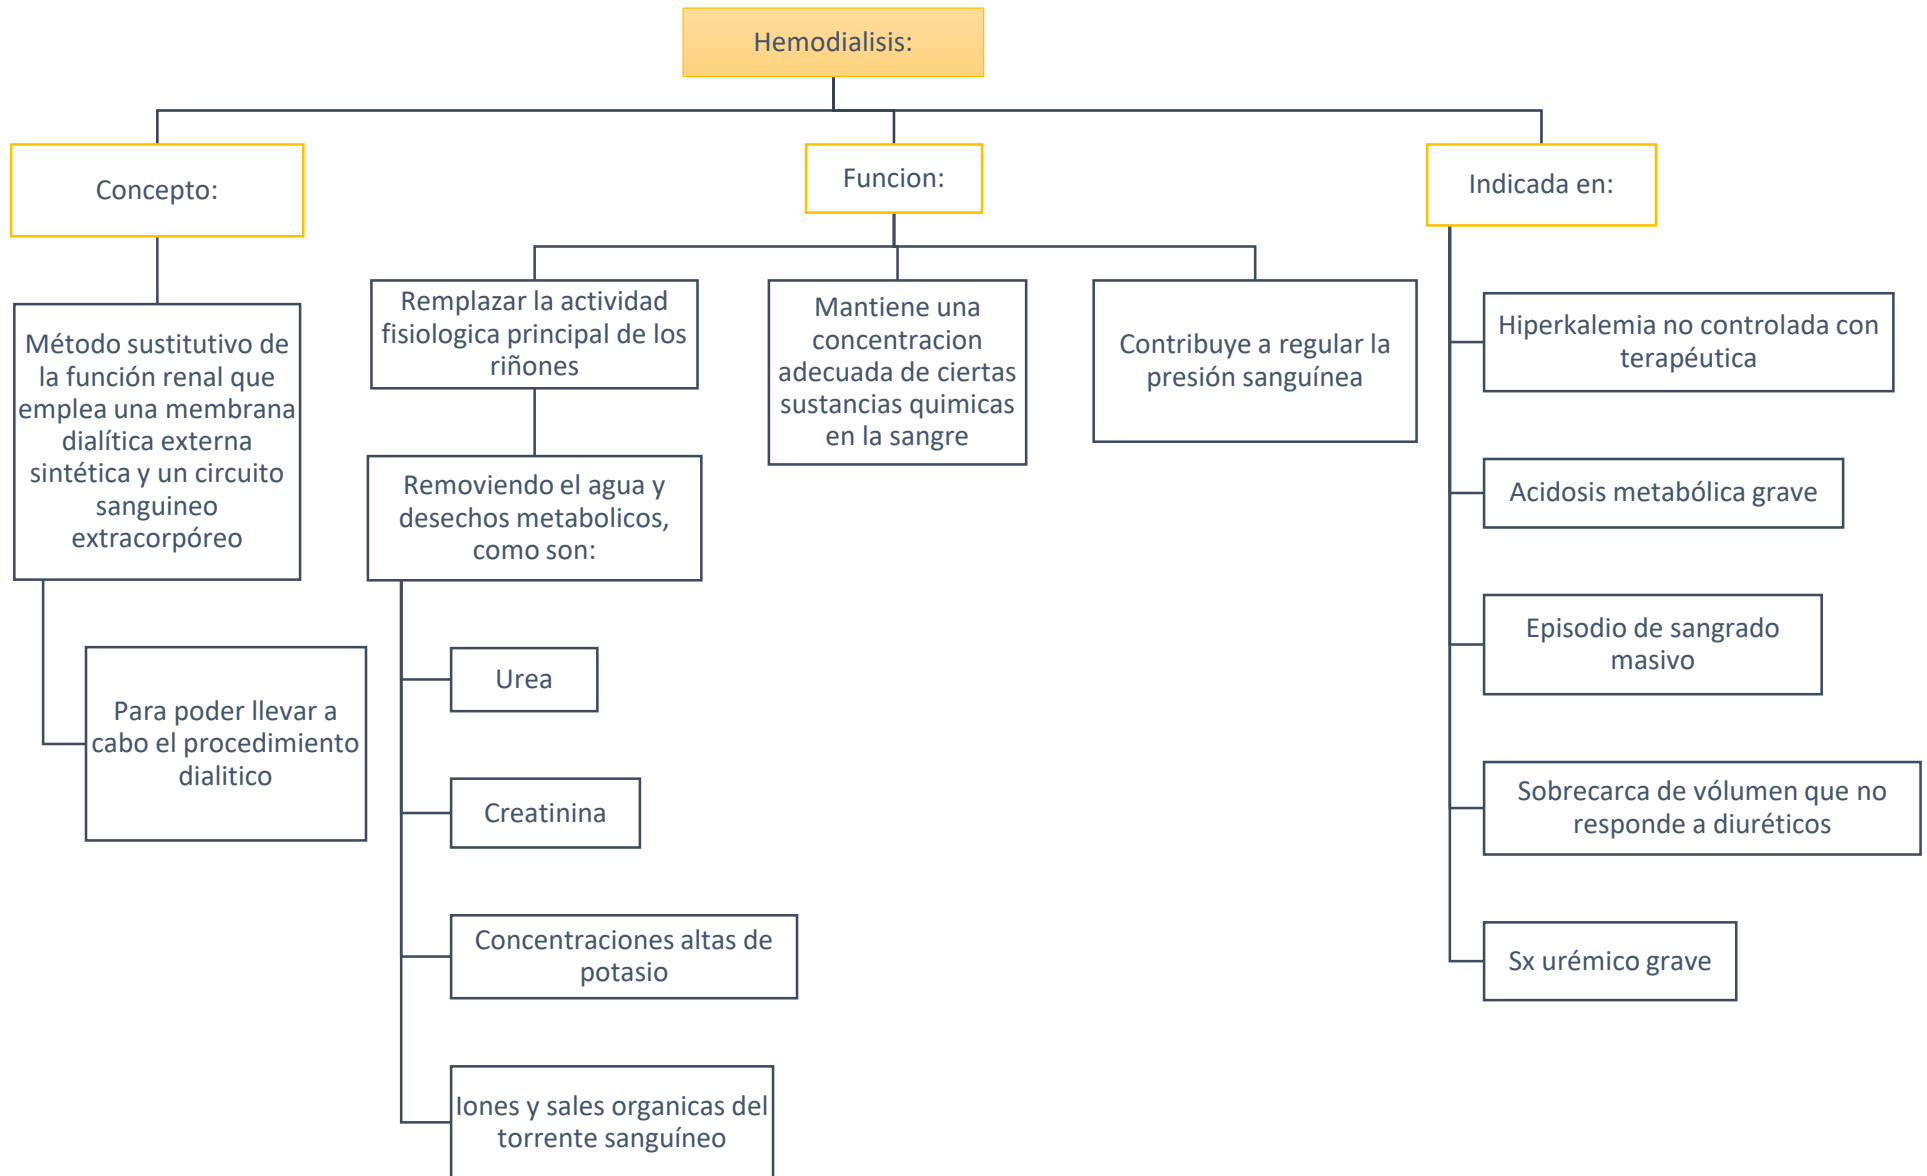 Hemodialisis:
Concepto:
Método sustitutivo de
la función renal que
emplea una membrana
dialítica externa
sintética y un circuito
sanguineo
extracorpóreo
Para poder llevar a
cabo el procedimiento
dialitico
Funcion:
Remplazar la actividad
fisiologica principal de los
riñones
Removiendo el agua y
desechos metabolicos,
como son:
Urea
Creatinina
Concentraciones altas de
potasio
Iones y sales organicas del
torrente sanguíneo
Mantiene una
concentracion
adecuada de ciertas
sustancias quimicas
en la sangre
Contribuye a regular la
presión sanguínea
Indicada en:
Hiperkalemia no controlada con
terapéutica
Acidosis metabólica grave
Episodio de sangrado
masivo
Sobrecarca de vólumen que no
responde a diuréticos
Sx urémico grave